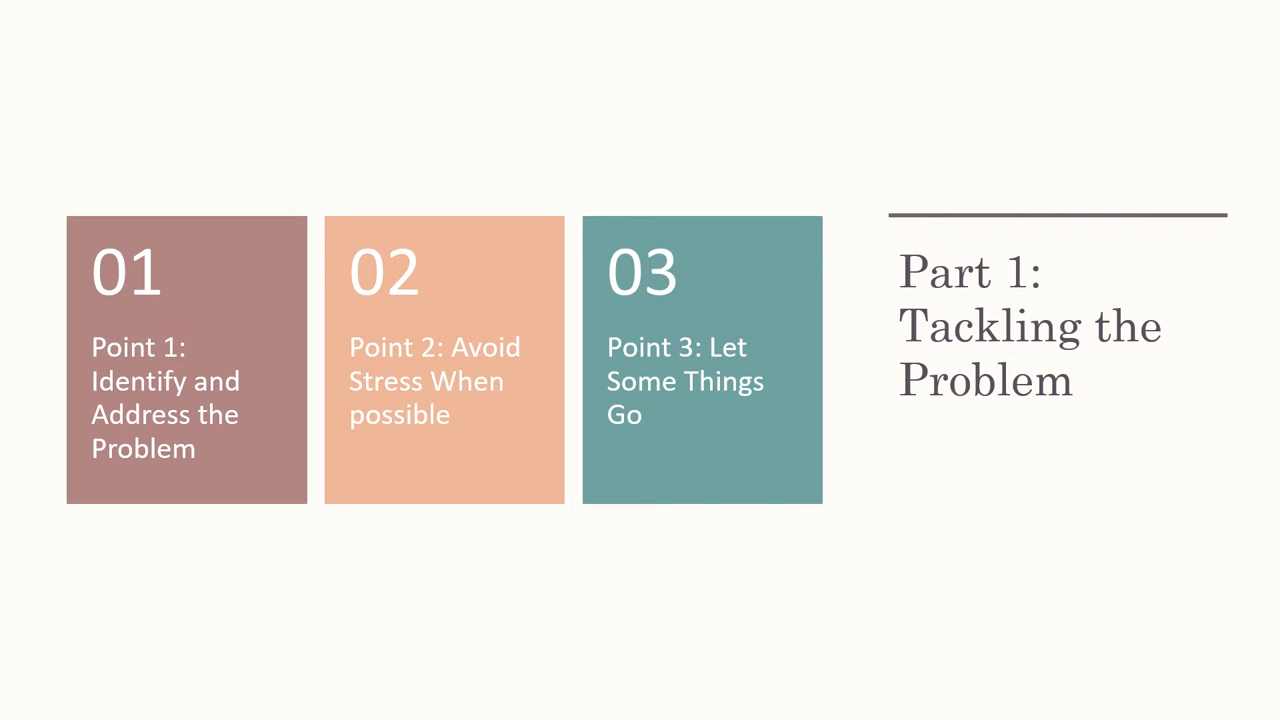 01
Point 1:
Identify and
Address the
Problem
02
Point 2: Avoid
Stress When
possible
03
Point 3: Let
Some Things
Go
Part 1:
Tackling the
Problem